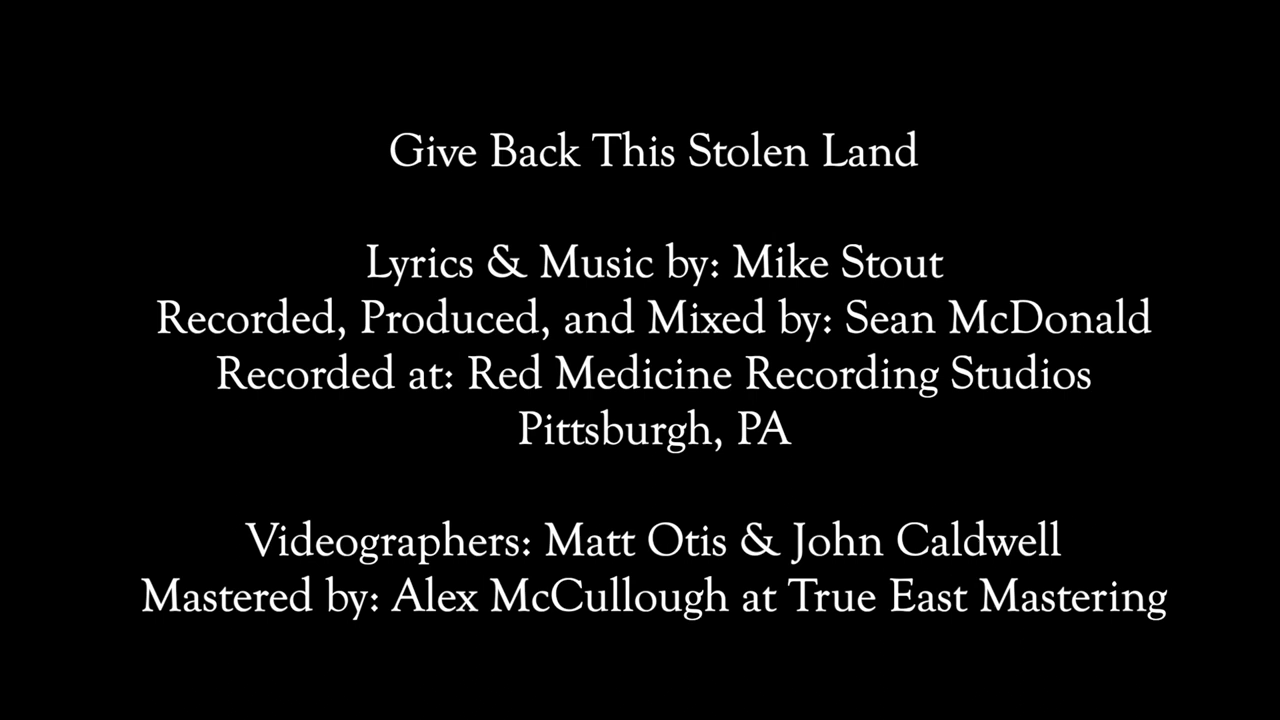 Give Back This Stolen Land
Lyrics & Music by: Mike Stout
Recorded, Produced, and Mixed by: Sean McDonald
Recorded at: Red Medicine Recording Studios
Pittsburgh, PA
Videographers: Matt Otis & John Caldwell
Mastered by: Alex McCullough at True East Mastering